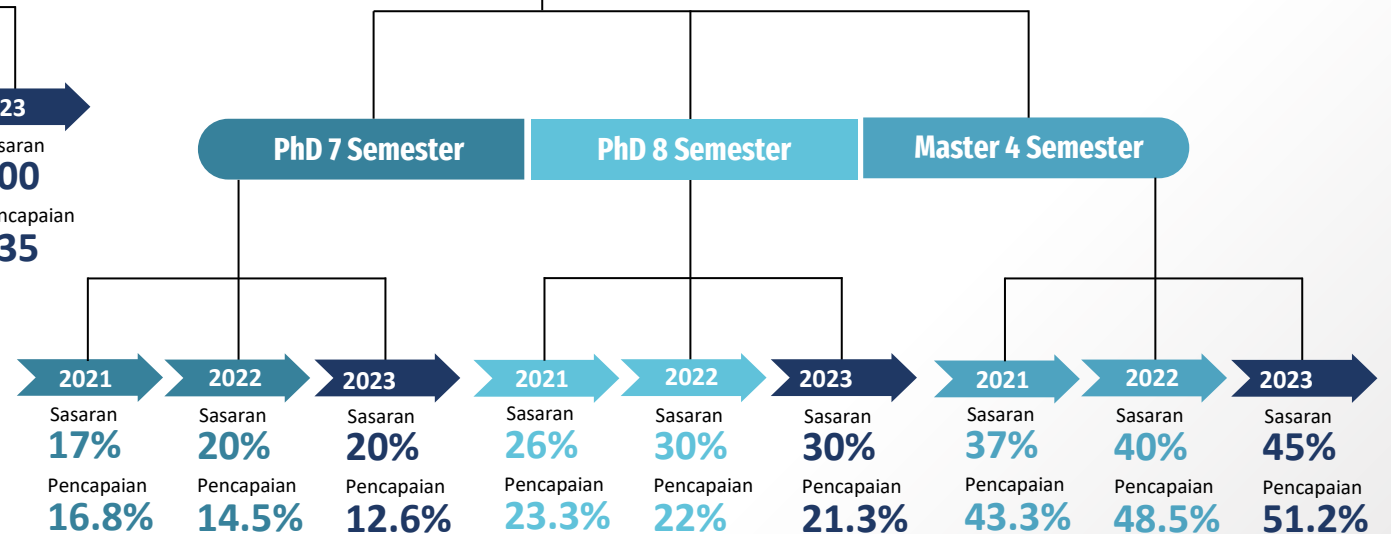 23
saran
00
ncapaian
35
PhD 7 Semester
PhD 8 Semester
Master 4 Semester
2021
Sasaran
17%
Pencapaian
16.8%
2022
Sasaran
20%
Pencapaian
14.5%
2023
Sasaran
20%
Pencapaian
12.6%
2021
Sasaran
26%
Pencapaian
23.3%
2022
Sasaran
30%
Pencapaian
22%
2023
Sasaran
30%
Pencapaian
21.3%
2021
Sasaran
37%
Pencapaian
43.3%
2022
Sasaran
40%
Pencapaian
48.5%
2023
Sasaran
45%
Pencapaian
51.2%